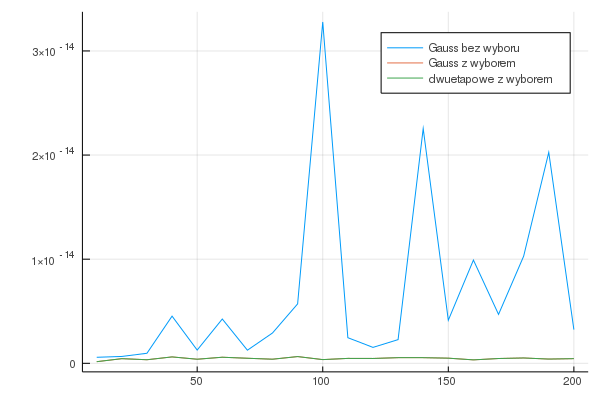 3×10⁻¹⁴
Gauss bez wyboru
Gauss z wyborem
dwuetapowe z wyborem
2×10⁻¹⁴
1×10⁻¹⁴
0
50 100 150 200